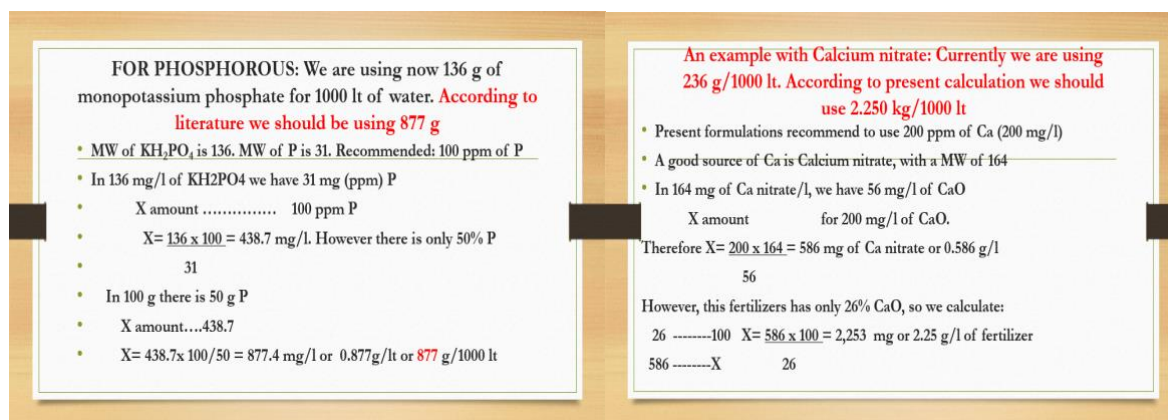 FOR PHOSPHOROUS: We are using now 136 g of
monopotassium phosphate for 1000 lt of water. According to
literature we should be using 877 g
• MW of KH₂PO₄ is 136. MW of P is 31. Recommended: 100 ppm of P
• In 136 mg/l of KH2PO4 we have 31 mg (ppm) P
• X amount …………… 100 ppm P
• X= 136 x 100 = 438.7 mg/l. However there is only 50% P
• 31
• In 100 g there is 50 g P
• X amount….438.7
• X= 438.7x 100/50 = 877.4 mg/l or 0.877g/lt or 877 g/1000 lt
An example with Calcium nitrate: Currently we are using
236 g/1000 lt. According to present calculation we should
use 2.250 kg/1000 lt
• Present formulations recommend to use 200 ppm of Ca (200 mg/l)
• A good source of Ca is Calcium nitrate, with a MW of 164
• In 164 mg of Ca nitrate/l, we have 56 mg/l of CaO
X amount for 200 mg/l of CaO.
Therefore X= 200 x 164 = 586 mg of Ca nitrate or 0.586 g/l
56
However, this fertilizers has only 26% CaO, so we calculate:
26 --------100 X= 586 x 100 = 2,253 mg or 2.25 g/l of fertilizer
586 --------X 26